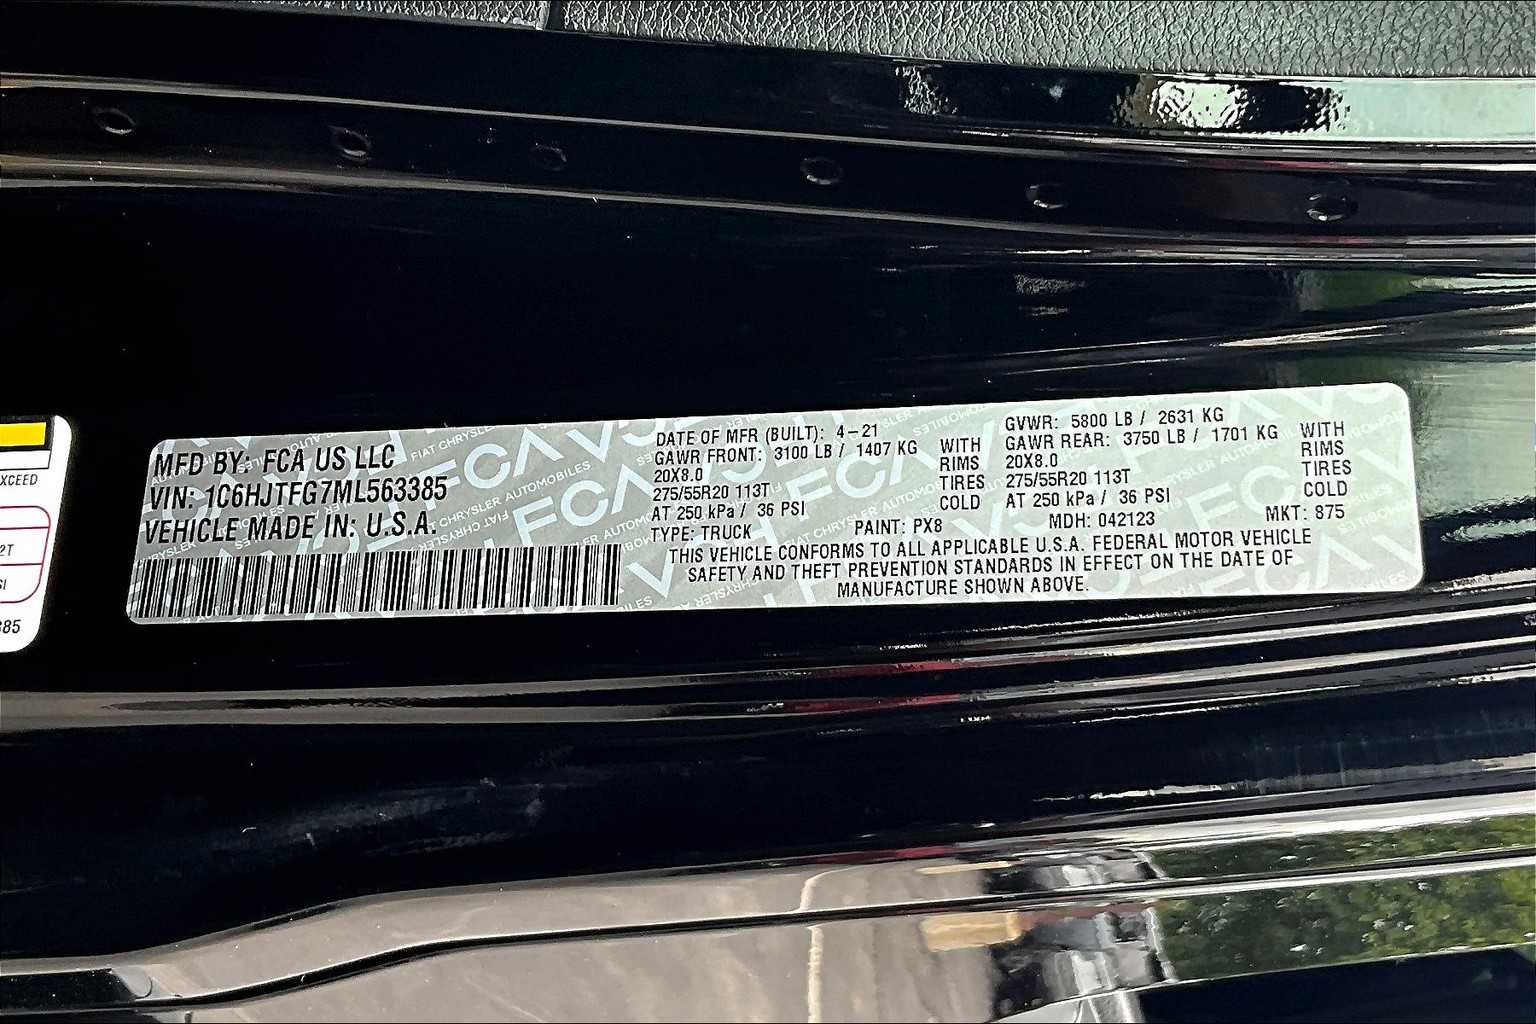 XCEED
2T
SI
385
MFD BY: FCA US LLC
VIN: 1C6HJTFG7ML563385
VEHICLE MADE IN: U.S.A.
DATE OF MFR (BUILT): 4-21
GAWR FRONT: 3100 LB / 1407 KG WITH
20X8.0 RIMS
275/55R20 113T TIRES
AT 250 kPa / 36 PSI COLD
GVWR: 5800 LB / 2631 KG
GAWR REAR: 3750 LB / 1701 KG WITH
20X8.0 RIMS
275/55R20 113T TIRES
AT 250 kPa / 36 PSI COLD
TYPE: TRUCK PAINT: PX8 MDH: 042123 MKT: 875
THIS VEHICLE CONFORMS TO ALL APPLICABLE U.S.A. FEDERAL MOTOR VEHICLE
SAFETY AND THEFT PREVENTION STANDARDS IN EFFECT ON THE DATE OF
MANUFACTURE SHOWN ABOVE.